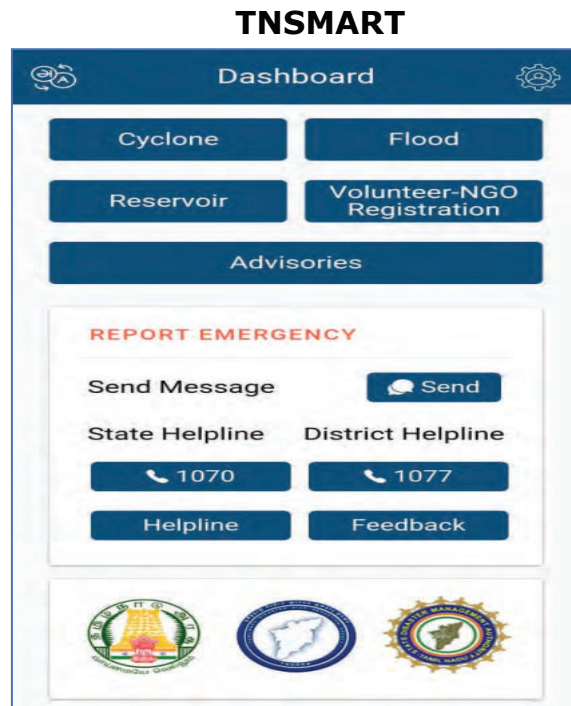 TNSMART
Dashboard
Cyclone
Flood
Reservoir
Volunteer-NGO
Registration
Advisories
REPORT EMERGENCY
Send Message
Send
State Helpline
District Helpline
1070
1077
Helpline
Feedback